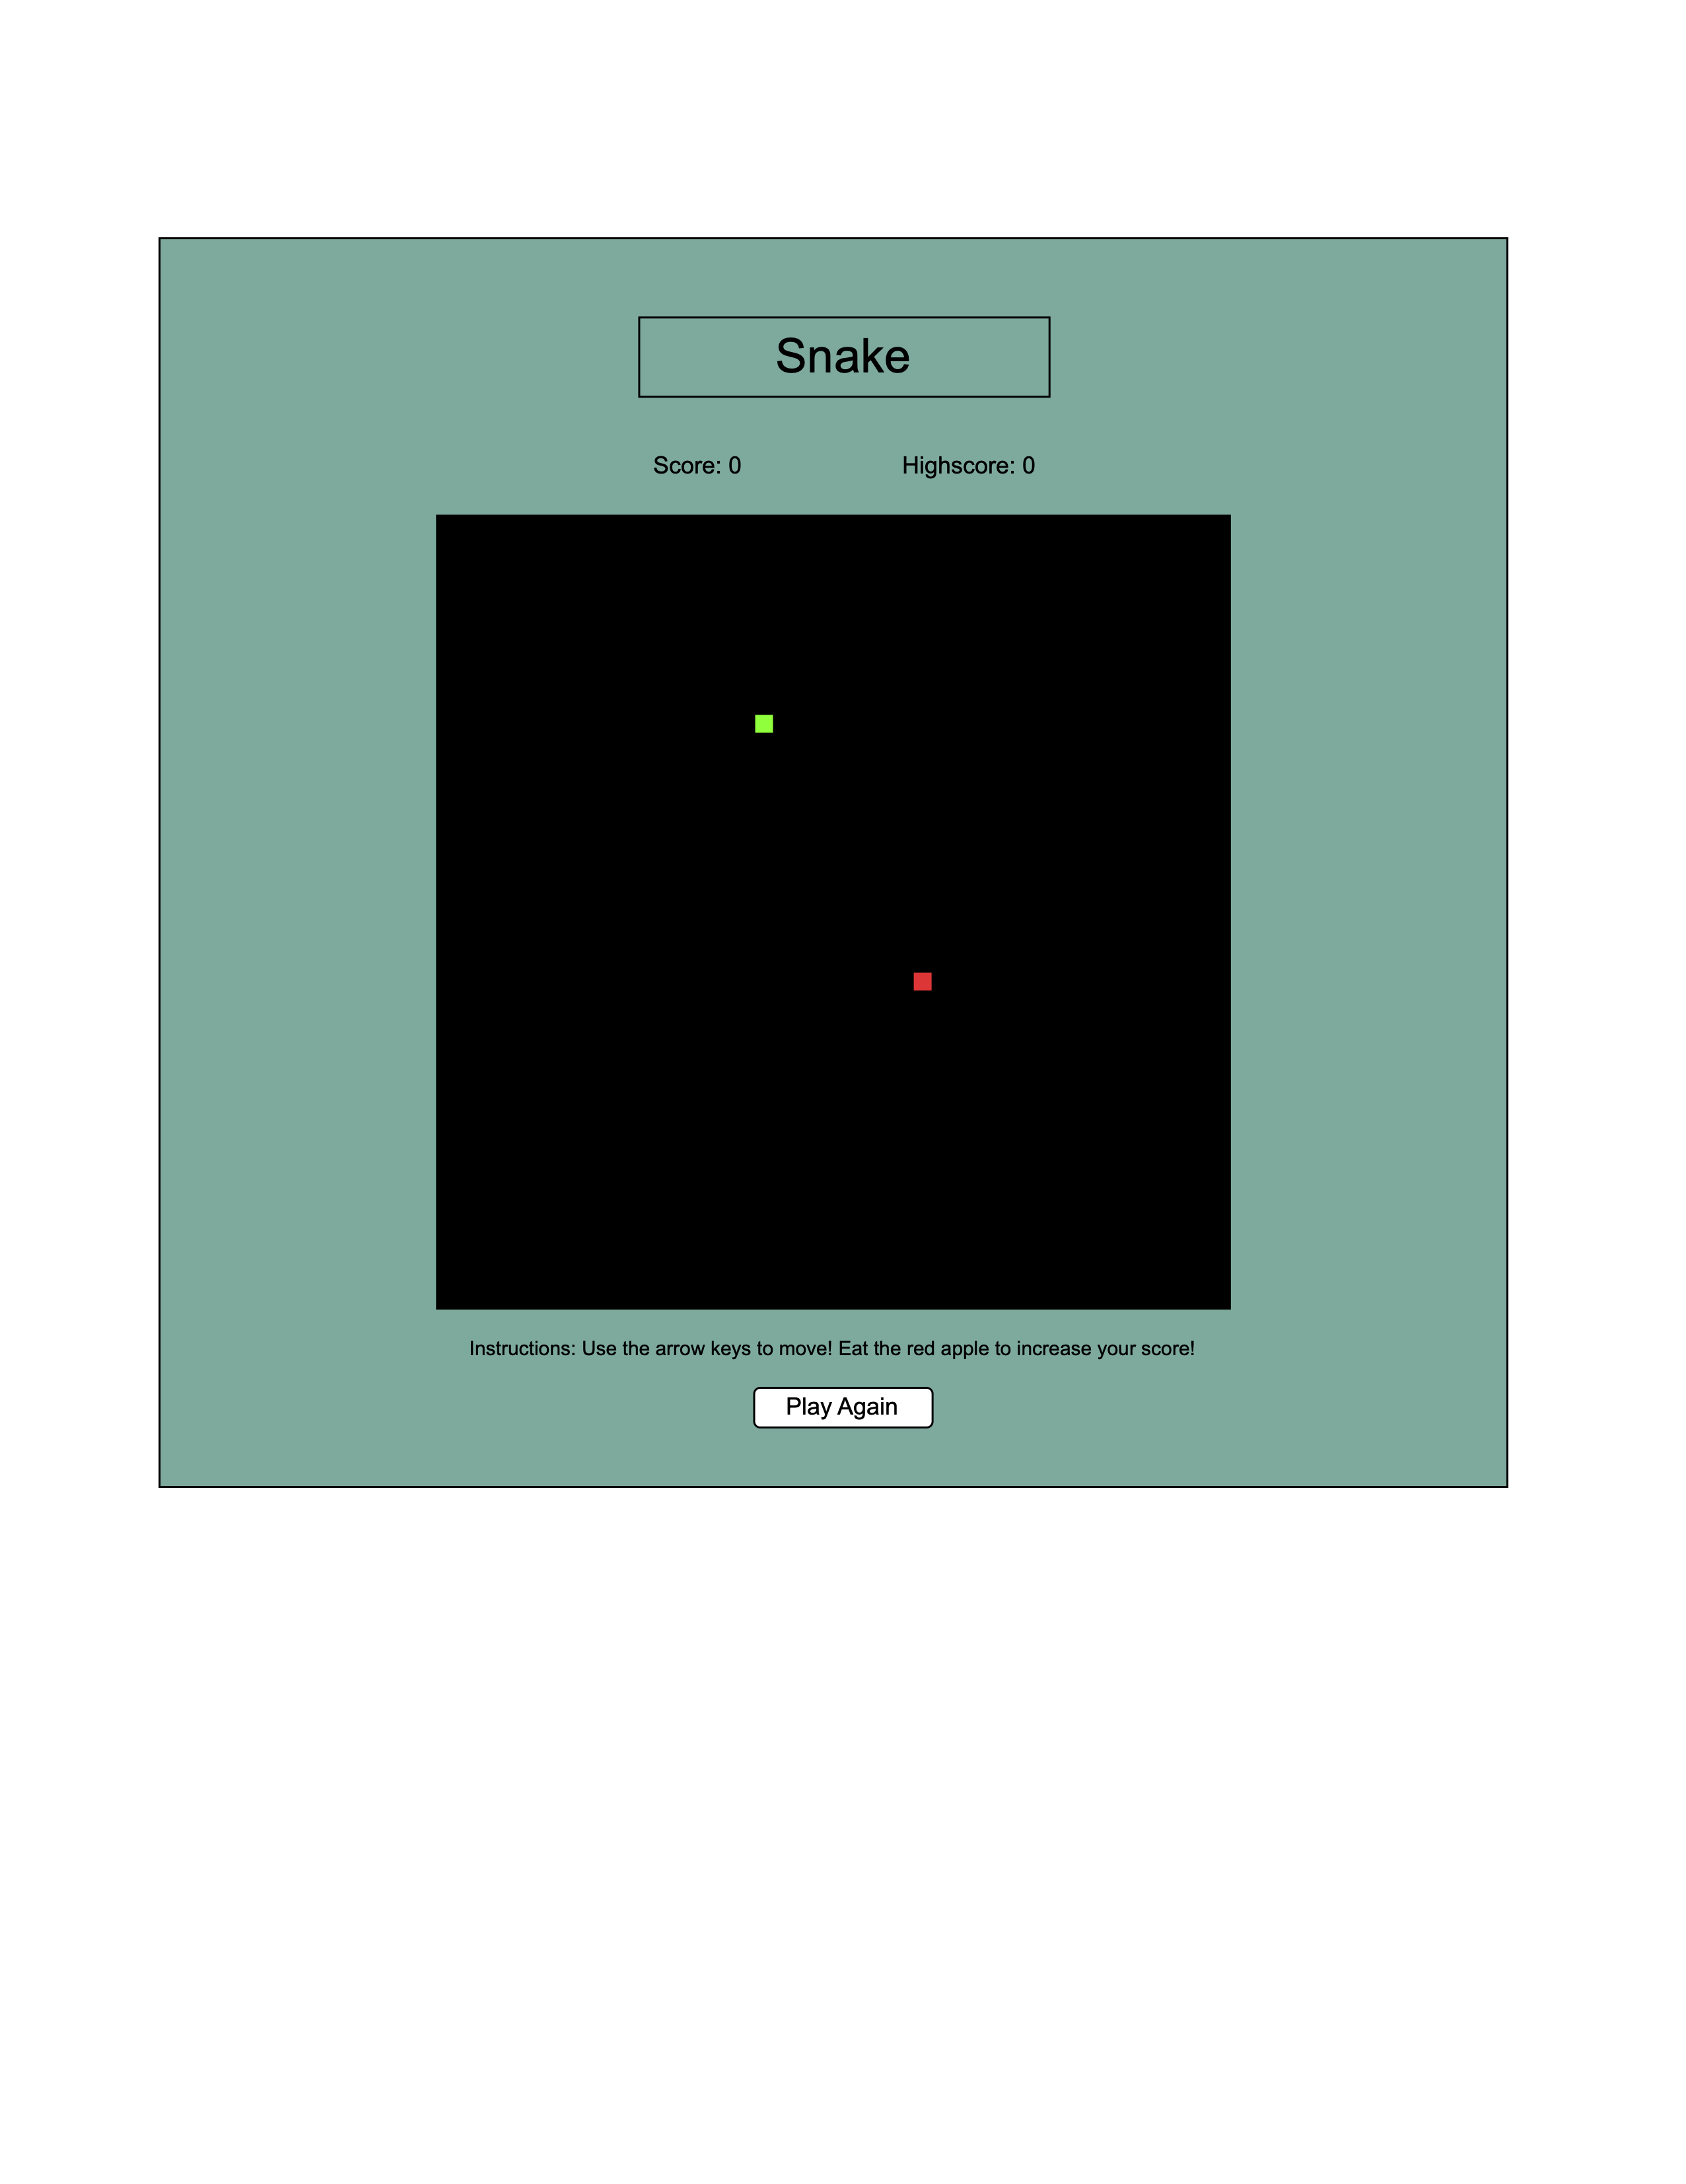 Snake
Score: 0 Highscore: 0
Instructions: Use the arrow keys to move! Eat the red apple to increase your score!
Play Again